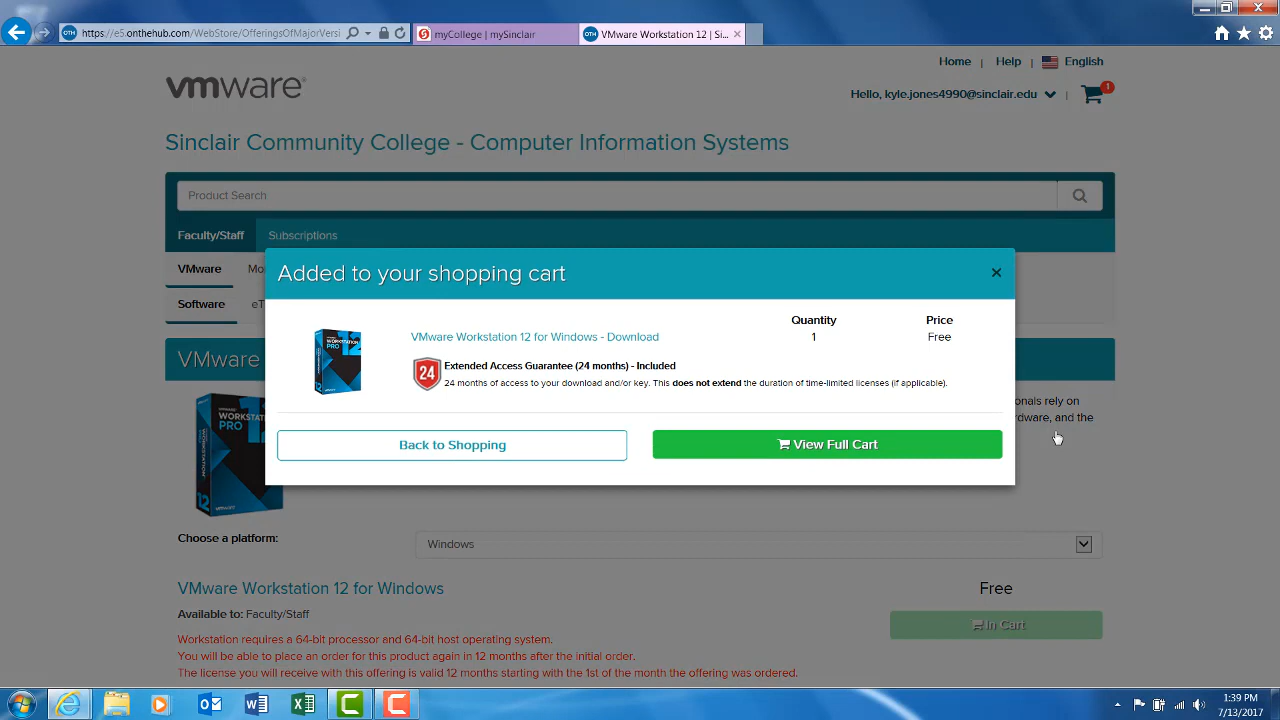 https://e5.onthehub.com/WebStore/OfferingsOfMajorVersi
myCollege | mySinclair
VMware Workstation 12 | Si...
Home | Help | English
vmware
Hello, kyle.jones4990@sinclair.edu
1
Sinclair Community College - Computer Information Systems
Product Search
Faculty/Staff Subscriptions
VMware Mo
Software eT
Added to your shopping cart
Quantity Price
VMware Workstation 12 for Windows - Download 1 Free
24 Extended Access Guarantee (24 months) - Included
24 months of access to your download and/or key. This does not extend the duration of time-limited licenses (if applicable).
Back to Shopping View Full Cart
VMware
onals rely on
rdware, and the
WORKSTATION
PRO
12
Choose a platform: Windows
VMware Workstation 12 for Windows Free
Available to: Faculty/Staff
In Cart
Workstation requires a 64-bit processor and 64-bit host operating system.
You will be able to place an order for this product again in 12 months after the initial order.
The license you will receive with this offering is valid 12 months starting with the 1st of the month the offering was ordered.
1:39 PM
7/13/2017